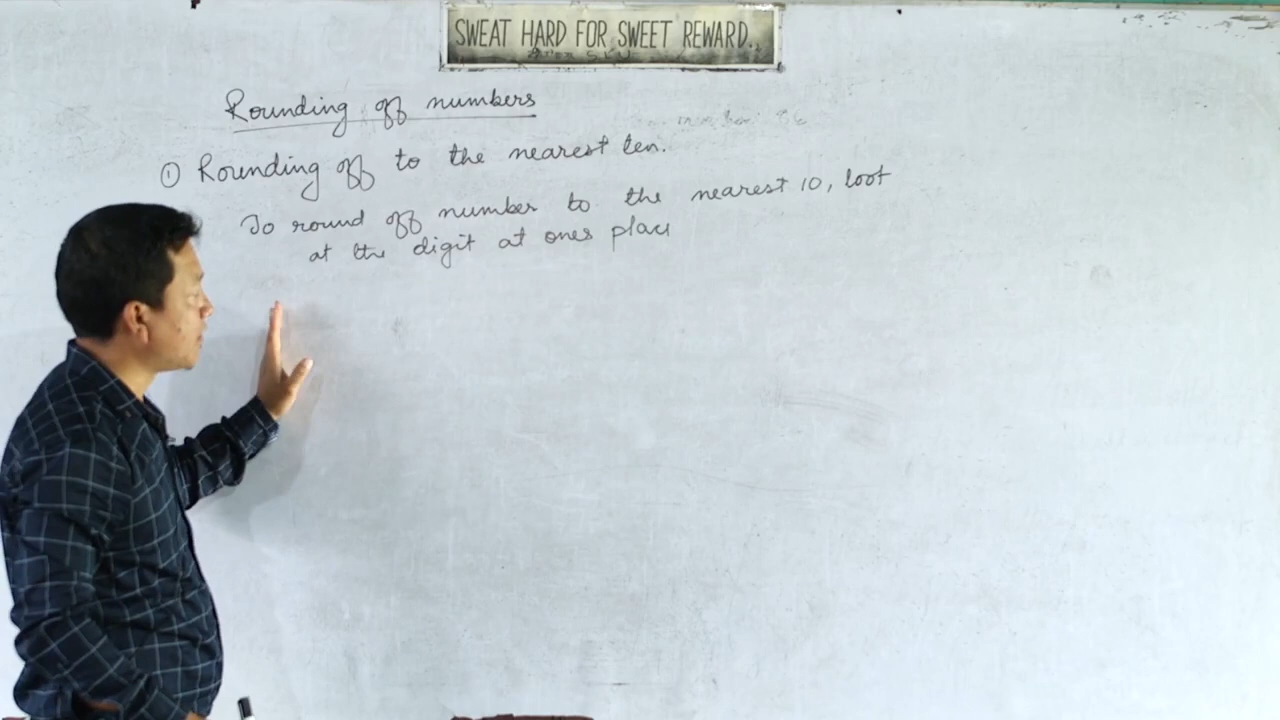 SWEAT HARD FOR SWEET REWARD.
Rounding off numbers
① Rounding off to the nearest ten.
To round off number to the nearest 10, loot
at the digit at ones place